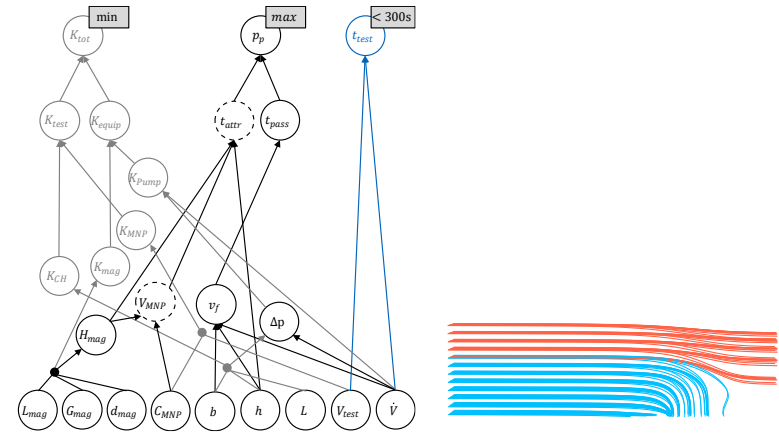 min
max
< 300s
K_tot
p_p
t_test
K_test
K_equip
t_attr
t_pass
K_Pump
K_MNP
K_CH
K_mag
V_MNP
v_f
Δp
H_mag
L_mag
G_mag
d_mag
C_MNP
b
h
L
V_test
V̇